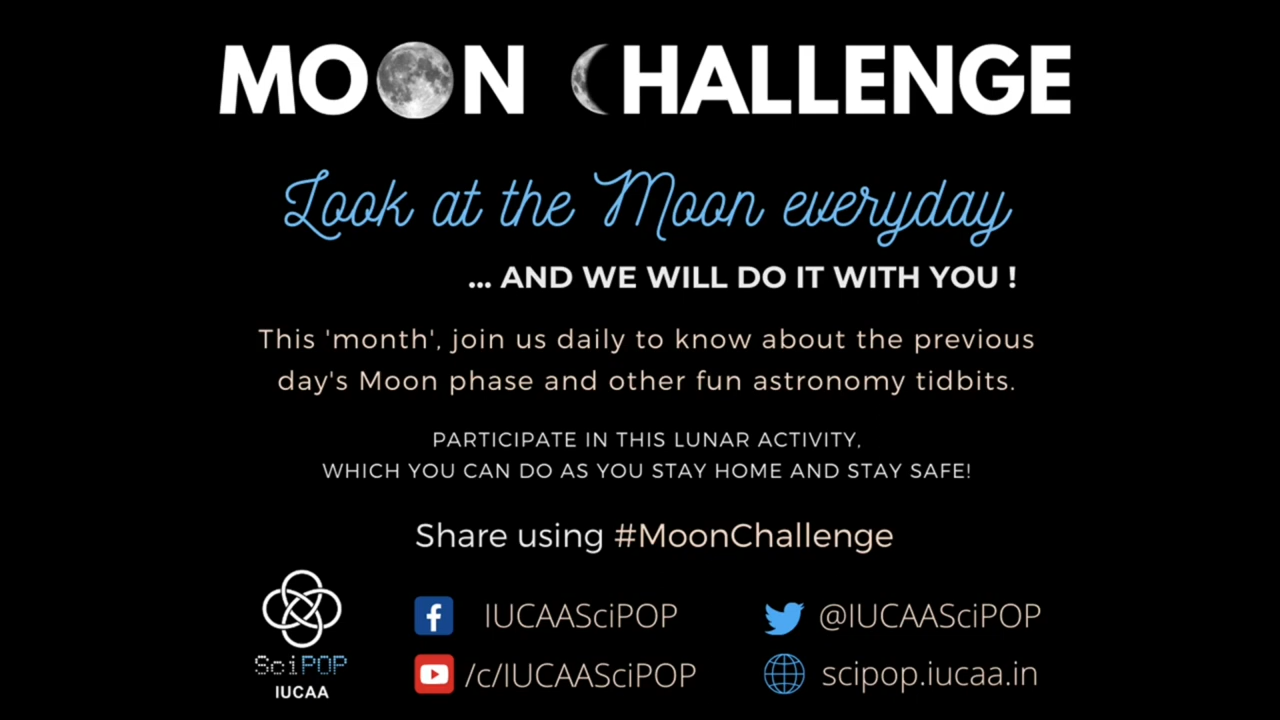 MOON CHALLENGE
Look at the Moon everyday
... AND WE WILL DO IT WITH YOU !
This 'month', join us daily to know about the previous
day's Moon phase and other fun astronomy tidbits.
PARTICIPATE IN THIS LUNAR ACTIVITY,
WHICH YOU CAN DO AS YOU STAY HOME AND STAY SAFE!
Share using #MoonChallenge
SciPOP
IUCAA
IUCAASciPOP
@IUCAASciPOP
/c/IUCAASciPOP
scipop.iucaa.in